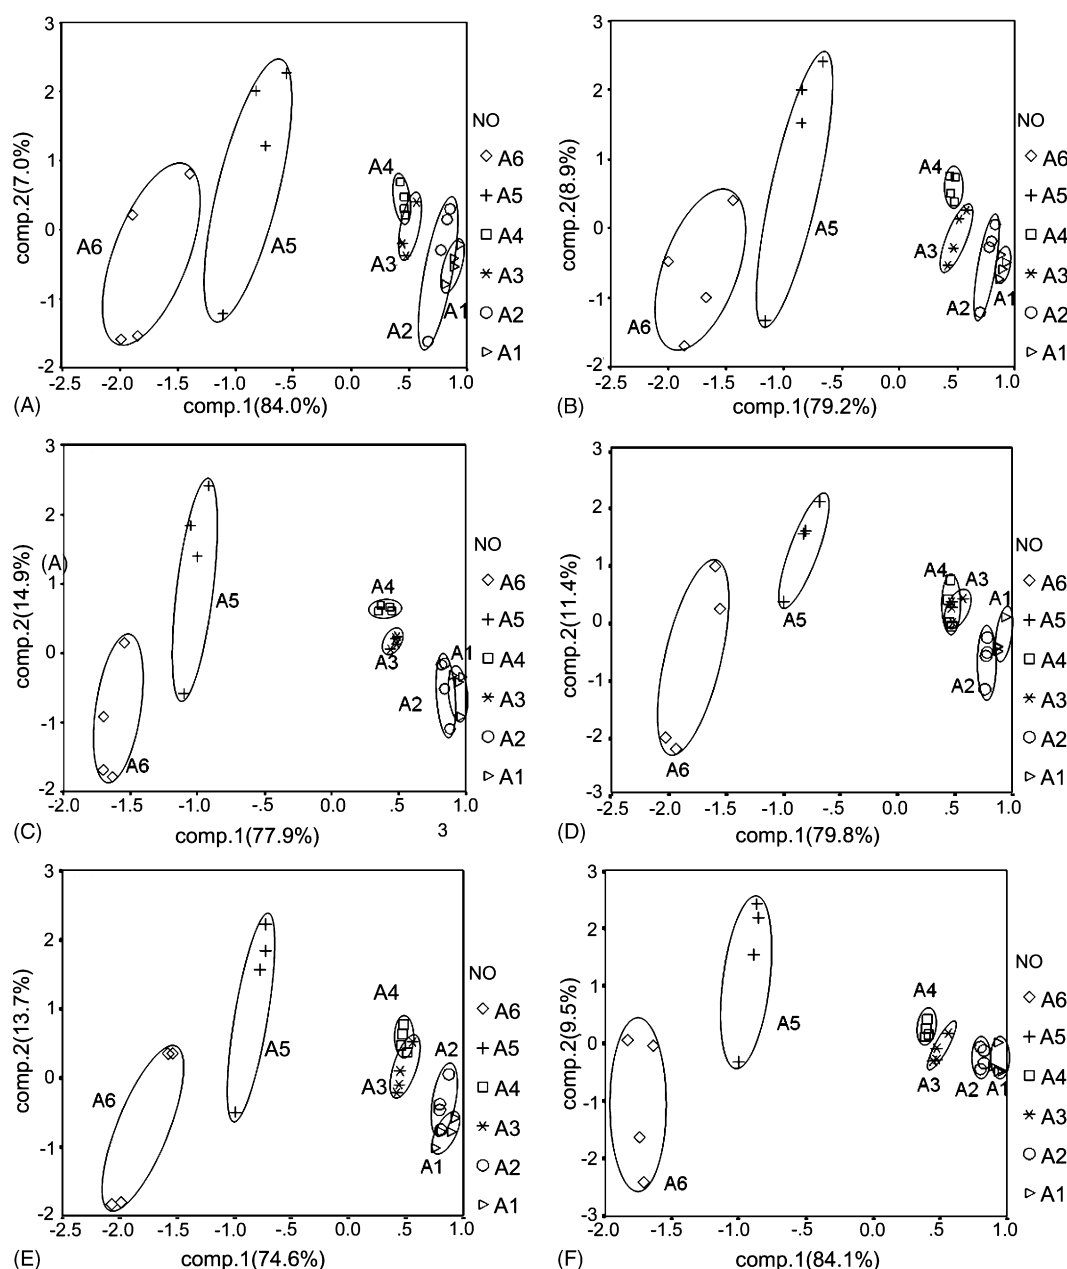 3
2
1
0
-1
-2
-2.5
-2.0
-1.5
-1.0
-.5
0.0
.5
1.0
comp.2(7.0%)
comp.1(84.0%)
(A)
A6
A5
A4
A3
A2
A1
NO
A6
A5
A4
A3
A2
A1
3
2
1
0
-1
-2
-2.5
-2.0
-1.5
-1.0
-.5
0.0
.5
1.0
comp.2(8.9%)
comp.1(79.2%)
(B)
A6
A5
A4
A3
A2
A1
NO
A6
A5
A4
A3
A2
A1
3
2
1
0
-1
-2
-2.0
-1.5
-1.0
-.5
0.0
.5
1.0
comp.2(14.9%)
(A)
comp.1(77.9%)
3
(C)
A6
A5
A4
A3
A2
A1
NO
A6
A5
A4
A3
A2
A1
3
2
1
0
-1
-2
-3
-2.5
-2.0
-1.5
-1.0
-.5
0.0
0.5
1.0
comp.2(11.4%)
comp.1(79.8%)
(D)
A6
A5
A4
A3
A2
A1
NO
A6
A5
A4
A3
A2
A1
3
2
1
0
-1
-2
-2.5
-2.0
-1.5
-1.0
-.5
0.0
.5
1.0
comp.2(13.7%)
comp.1(74.6%)
(E)
A6
A5
A4
A3
A2
A1
NO
A6
A5
A4
A3
A2
A1
3
2
1
0
-1
-2
-3
-2.0
-1.5
-1.0
-.5
0.0
.5
1.0
comp.2(9.5%)
comp.1(84.1%)
(F)
A6
A5
A4
A3
A2
A1
NO
A6
A5
A4
A3
A2
A1